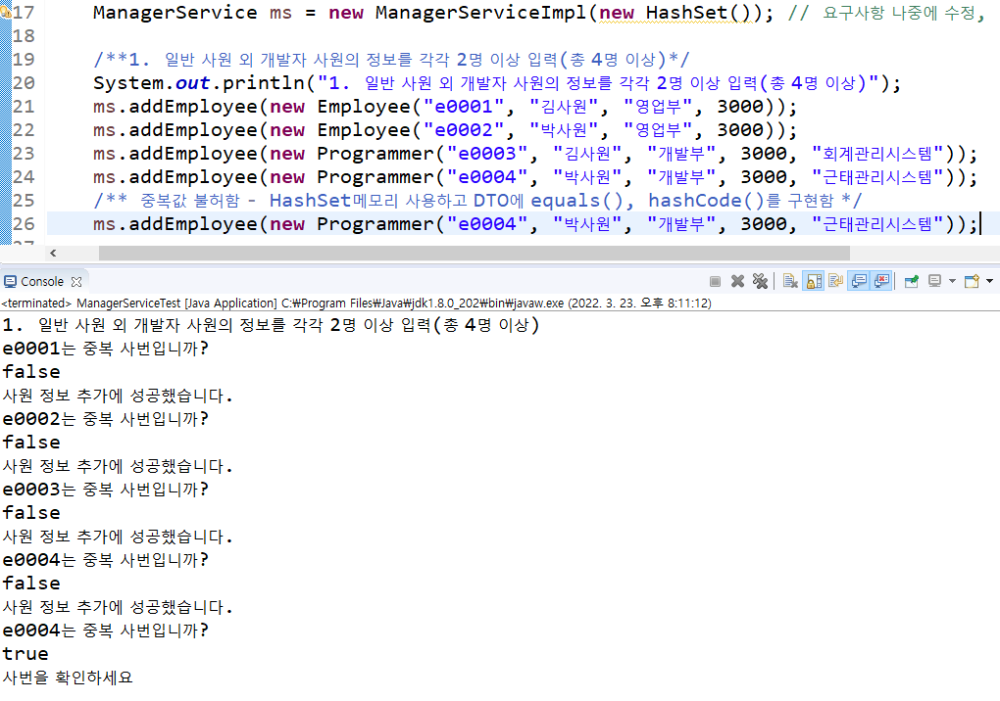 17 ManagerService ms = new ManagerServiceImpl(new HashSet()); // 요구사항 나중에 수정,
18
19 /**1. 일반 사원 외 개발자 사원의 정보를 각각 2명 이상 입력(총 4명 이상)*/
20 System.out.println("1. 일반 사원 외 개발자 사원의 정보를 각각 2명 이상 입력(총 4명 이상)");
21 ms.addEmployee(new Employee("e0001", "김사원", "영업부", 3000));
22 ms.addEmployee(new Employee("e0002", "박사원", "영업부", 3000));
23 ms.addEmployee(new Programmer("e0003", "김사원", "개발부", 3000, "회계관리시스템"));
24 ms.addEmployee(new Programmer("e0004", "박사원", "개발부", 3000, "근태관리시스템"));
25 /** 중복값 불허함 - HashSet메모리 사용하고 DTO에 equals(), hashCode()를 구현함 */
26 ms.addEmployee(new Programmer("e0004", "박사원", "개발부", 3000, "근태관리시스템"));
Console
<terminated> ManagerServiceTest [Java Application] C:₩Program Files₩Java₩jdk1.8.0_202₩bin₩javaw.exe (2022. 3. 23. 오후 8:11:12)
1. 일반 사원 외 개발자 사원의 정보를 각각 2명 이상 입력(총 4명 이상)
e0001는 중복 사번입니까?
false
사원 정보 추가에 성공했습니다.
e0002는 중복 사번입니까?
false
사원 정보 추가에 성공했습니다.
e0003는 중복 사번입니까?
false
사원 정보 추가에 성공했습니다.
e0004는 중복 사번입니까?
false
사원 정보 추가에 성공했습니다.
e0004는 중복 사번입니까?
true
사번을 확인하세요